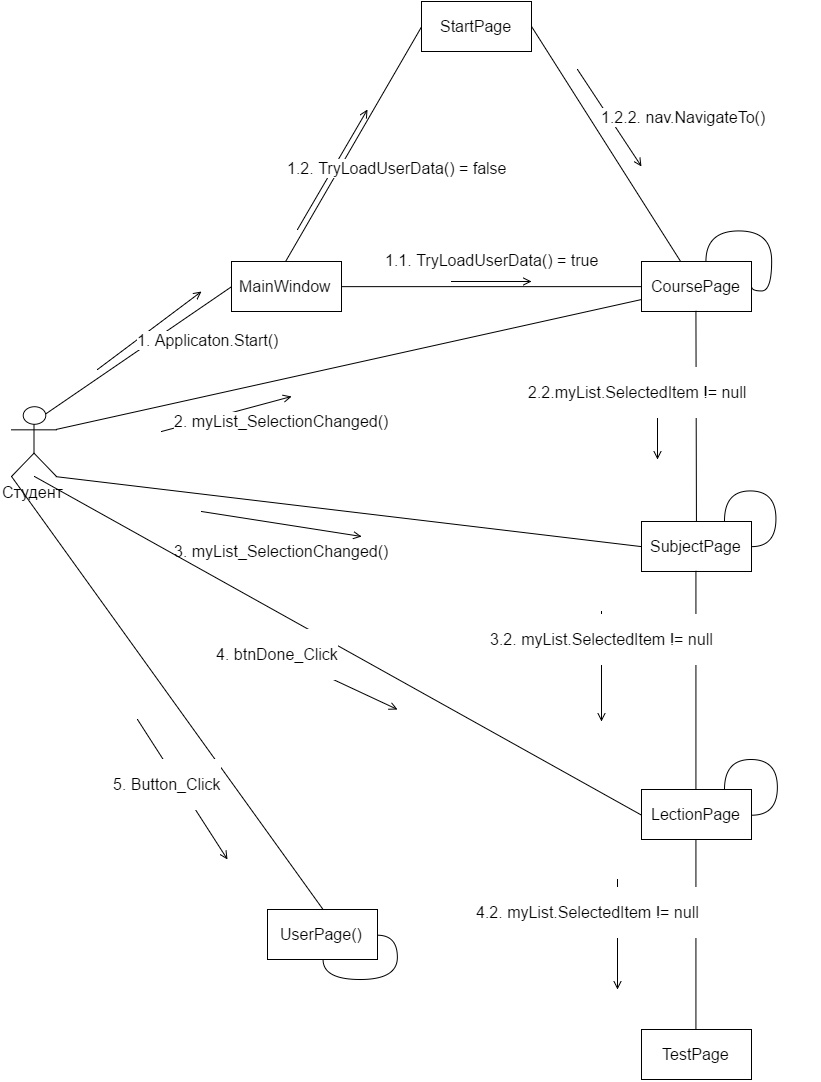 StartPage
1.2.2. nav.NavigateTo()
1.2. TryLoadUserData() = false
1.1. TryLoadUserData() = true
MainWindow
CoursePage
1. Applicaton.Start()
2.2.myList.SelectedItem != null
2. myList_SelectionChanged()
Студент
SubjectPage
3. myList_SelectionChanged()
3.2. myList.SelectedItem != null
4. btnDone_Click
5. Button_Click
LectionPage
4.2. myList.SelectedItem != null
UserPage()
TestPage